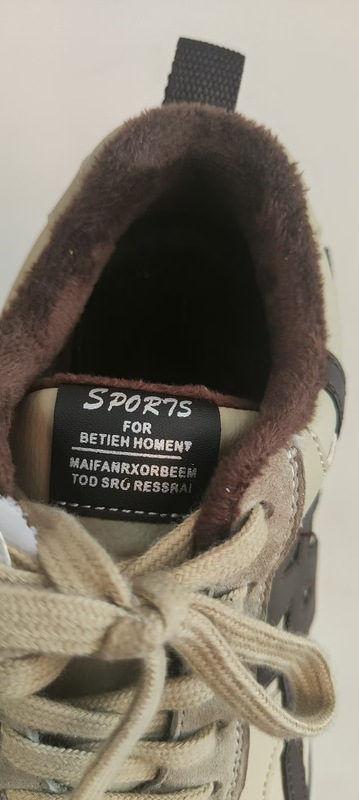 SPORTS
FOR
BETIEH HOMENT
MAIFANRXORBEEM
TOD SRG RESSRAI